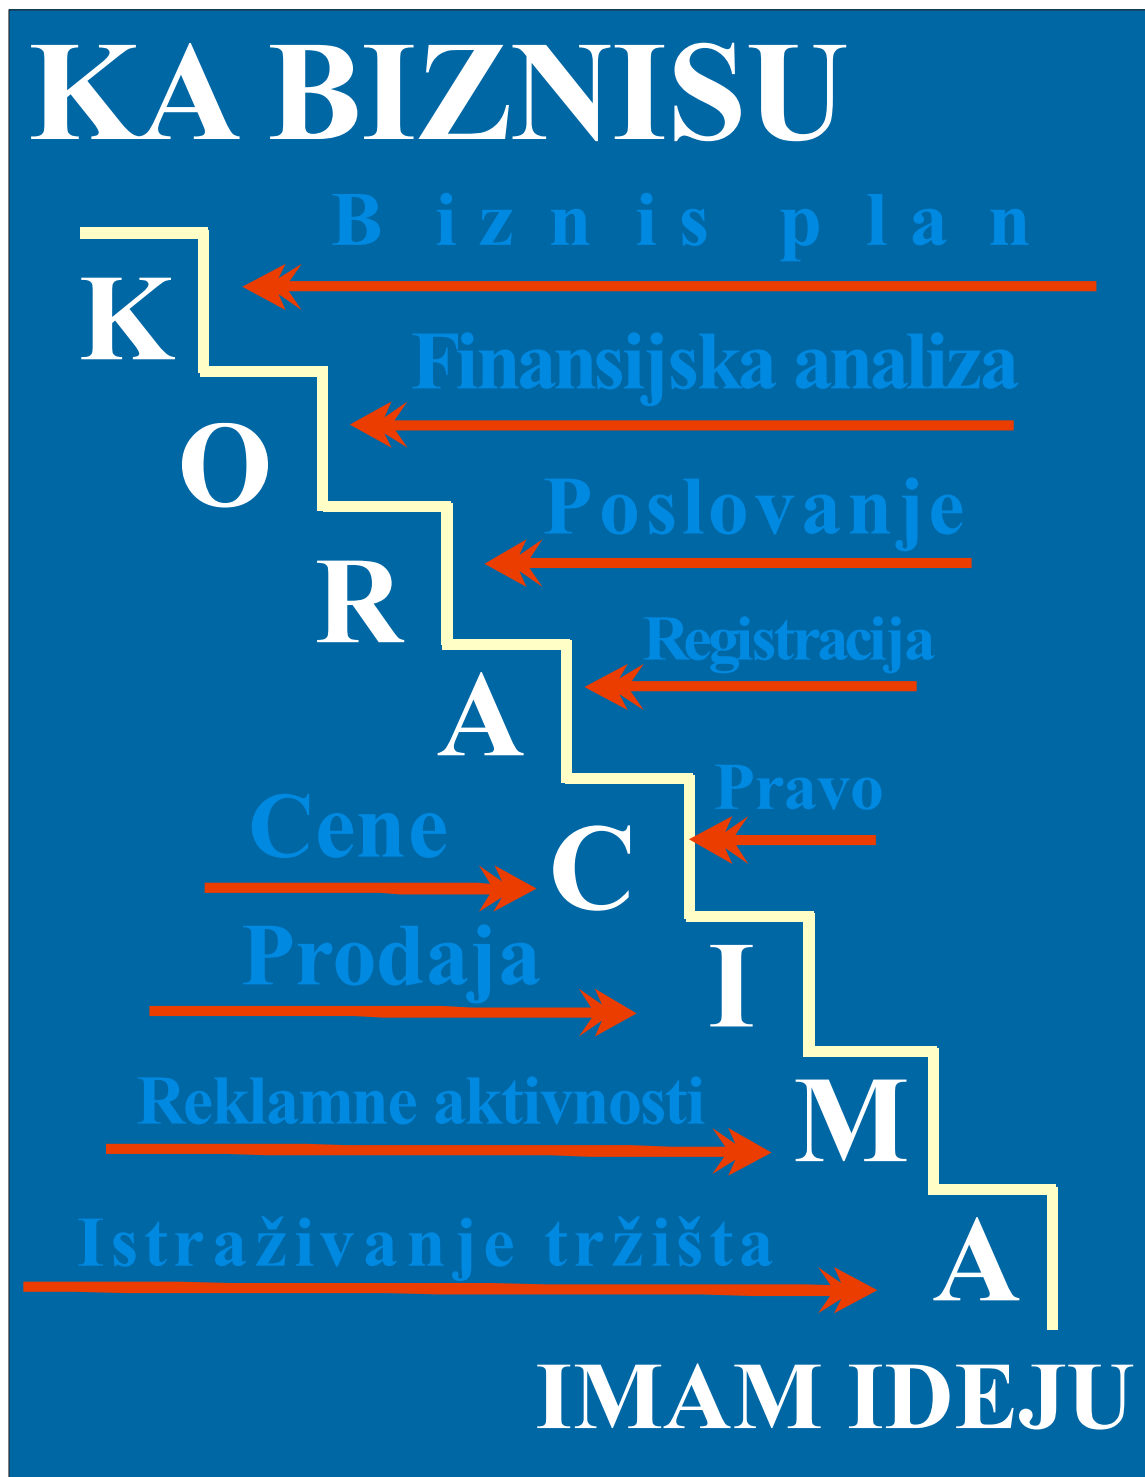 KA BIZNISU
Biznis plan
K
Finansijska analiza
O
Poslovanje
R
Registracija
A
Pravo
Cene
C
Prodaja
I
Reklamne aktivnosti
M
Istraživanje tržišta
A
IMAM IDEJU